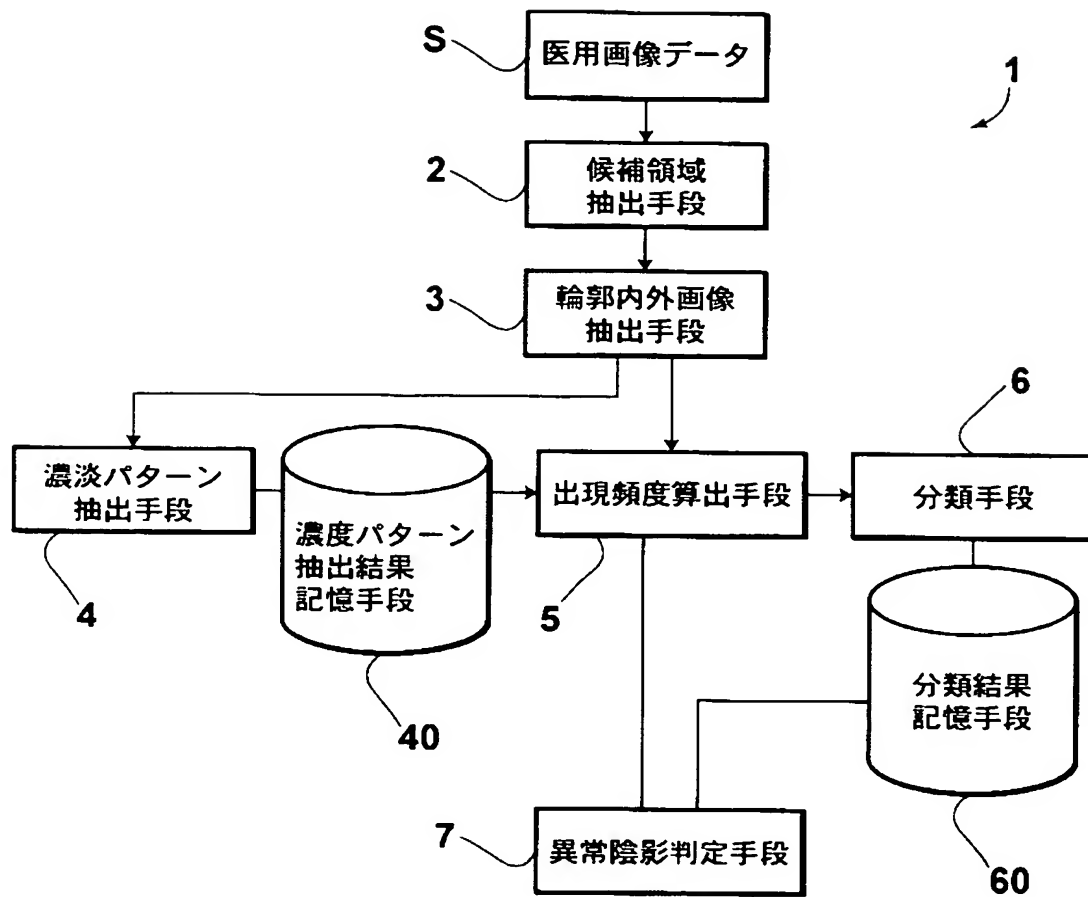 S
医用画像データ
1
2
候補領域
抽出手段
3
輪郭内外画像
抽出手段
6
濃淡パターン
抽出手段
濃度パターン
抽出結果
記憶手段
出現頻度算出手段
分類手段
4
40
5
分類結果
記憶手段
7
異常陰影判定手段
60